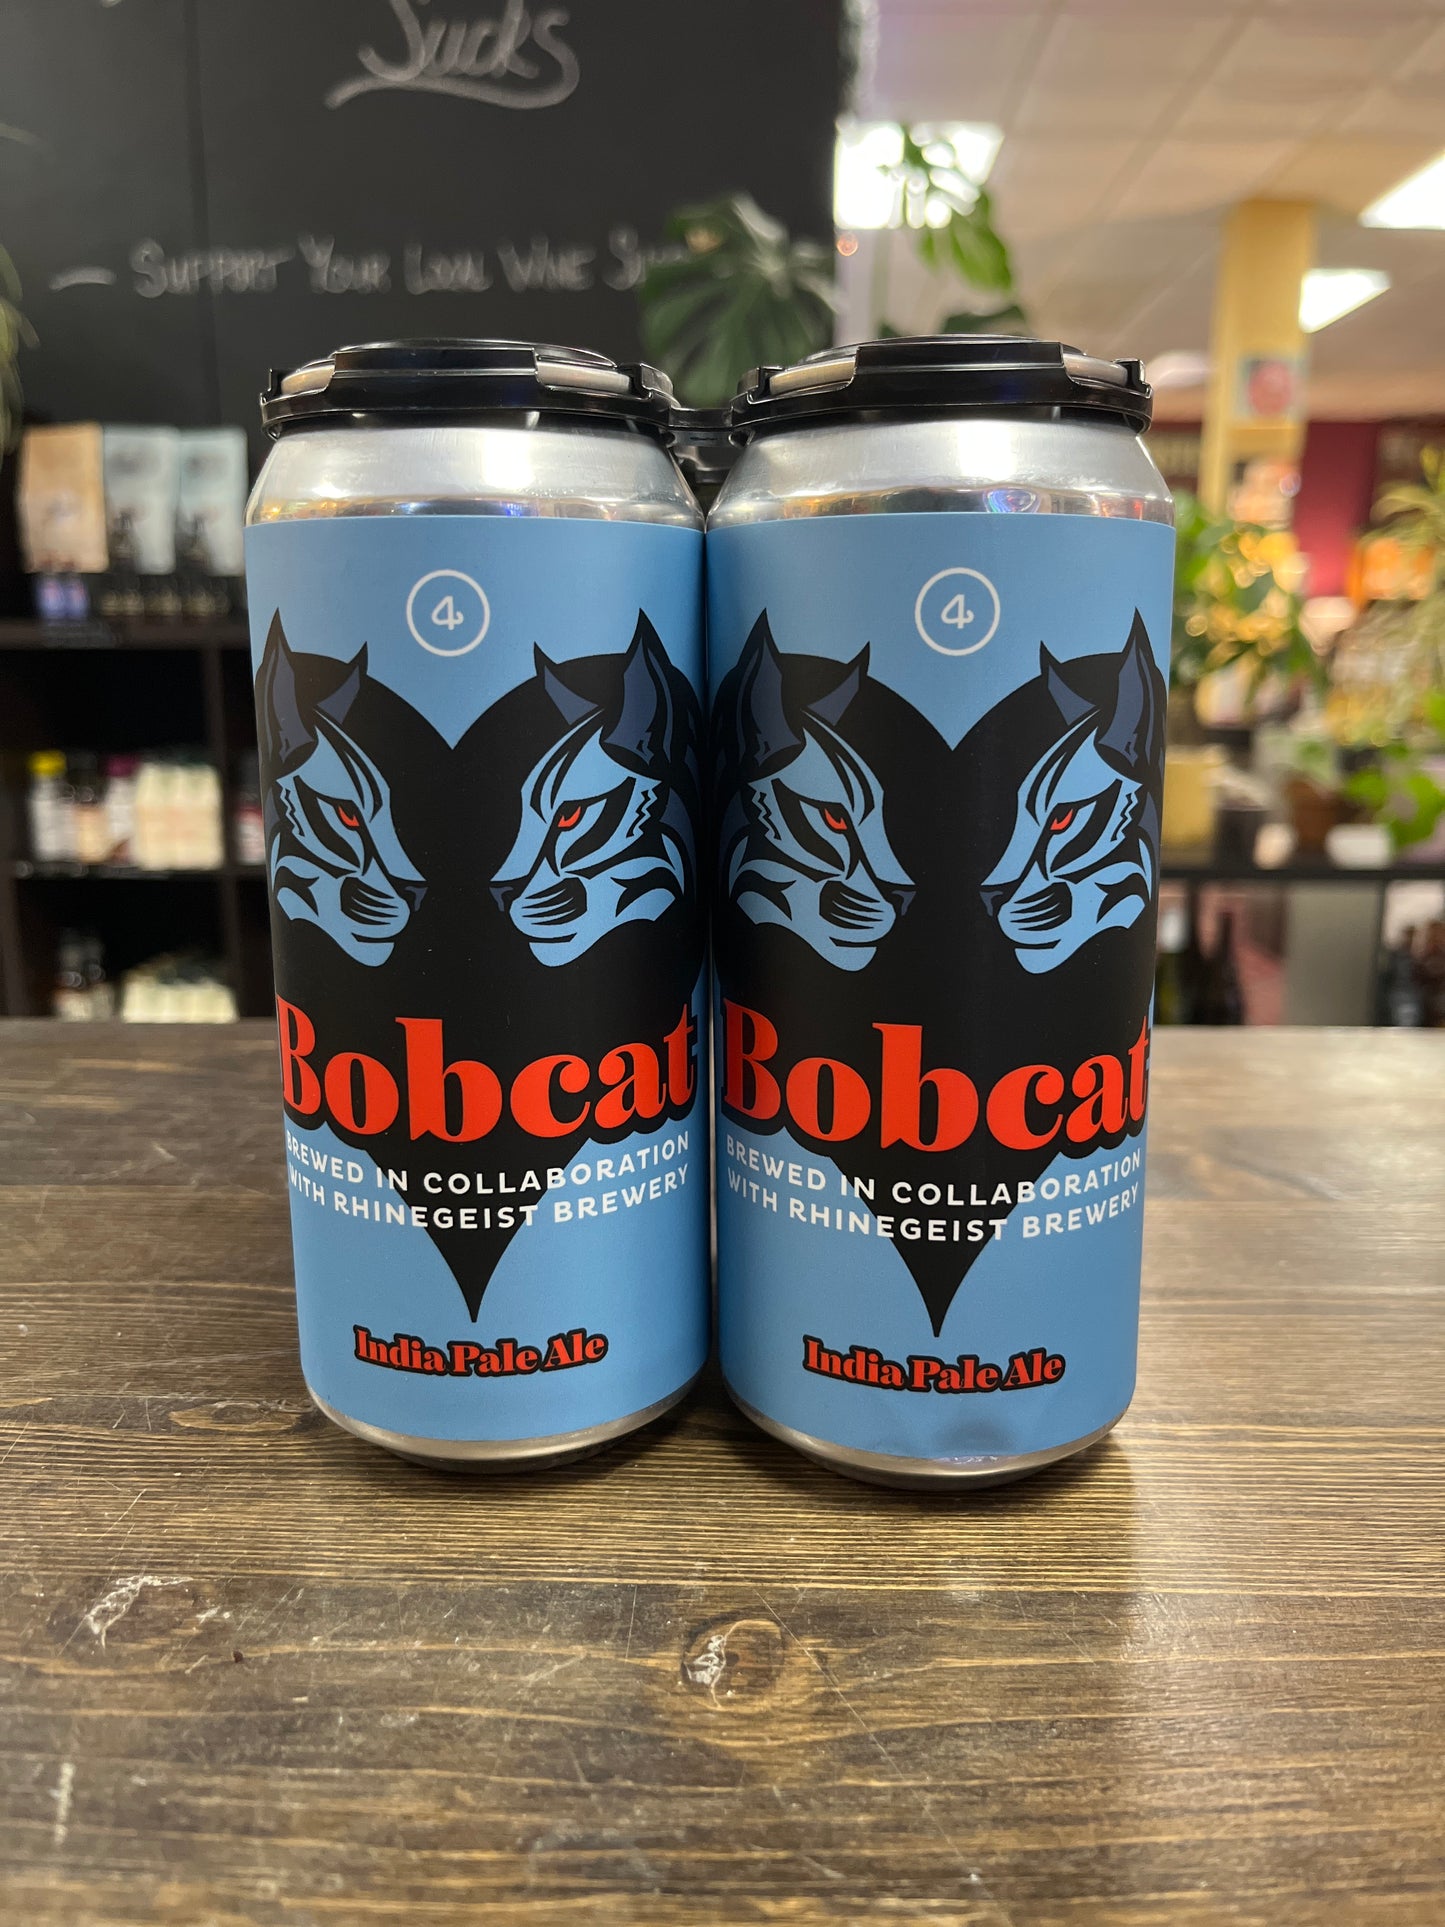 Sucks
Support Your Local Wine
4
Bobcat
BREWED IN COLLABORATION
WITH RHINEGEIST BREWERY
India Pale Ale
4
Bobcat
BREWED IN COLLABORATION
WITH RHINEGEIST BREWERY
India Pale Ale